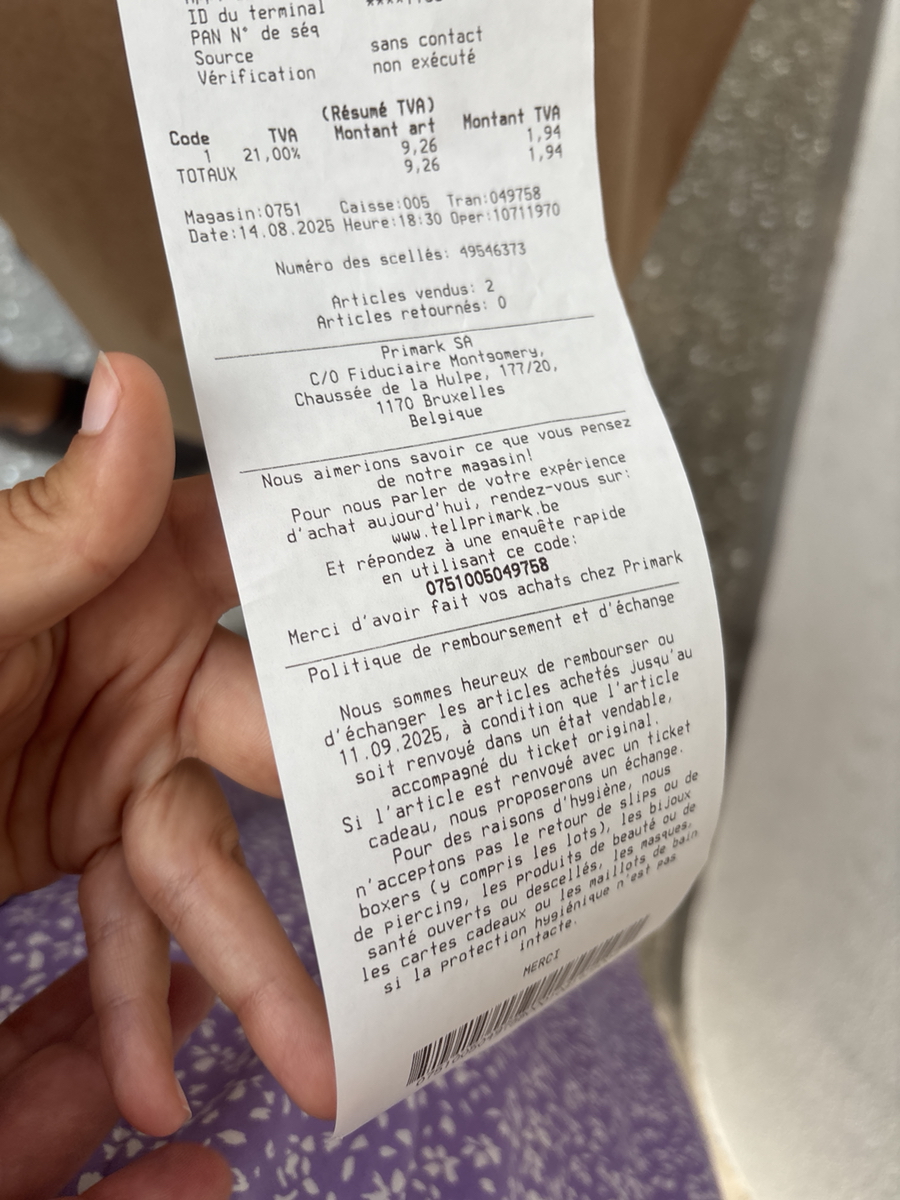 ID du terminal
PAN N° de séq
Source sans contact
Vérification non exécuté
(Résumé TVA)
Code TVA Montant art Montant TVA
1 21,00% 9,26 1,94
TOTAUX 9,26 1,94
Magasin:0751 Caisse:005 Tran:049758
Date:14.08.2025 Heure:18:30 Oper:10711970
Numéro des scellés: 49546373
Articles vendus: 2
Articles retournés: 0
Primark SA
C/O Fiduciaire Montgomery,
Chaussée de la Hulpe, 177/20,
1170 Bruxelles
Belgique
Nous aimerions savoir ce que vous pensez
de notre magasin!
Pour nous parler de votre expérience
d'achat aujourd'hui, rendez-vous sur:
www.tellprimark.be
Et répondez à une enquête rapide
en utilisant ce code:
0751005049758
Merci d'avoir fait vos achats chez Primark
Politique de remboursement et d'échange
Nous sommes heureux de rembourser ou
d'échanger les articles achetés jusqu'au
11.09.2025, à condition que l'article
soit renvoyé dans un état vendable,
accompagné du ticket original.
Si l'article est renvoyé avec un ticket
cadeau, nous proposerons un échange.
Pour des raisons d'hygiène, nous
n'acceptons pas le retour de slips ou de
boxers (y compris les lots), les bijoux
de piercing, les produits de beauté ou de
santé ouverts ou descellés, les masques,
les cartes cadeaux ou les maillots de bain
si la protection hygiénique n'est pas
intacte.
MERCI